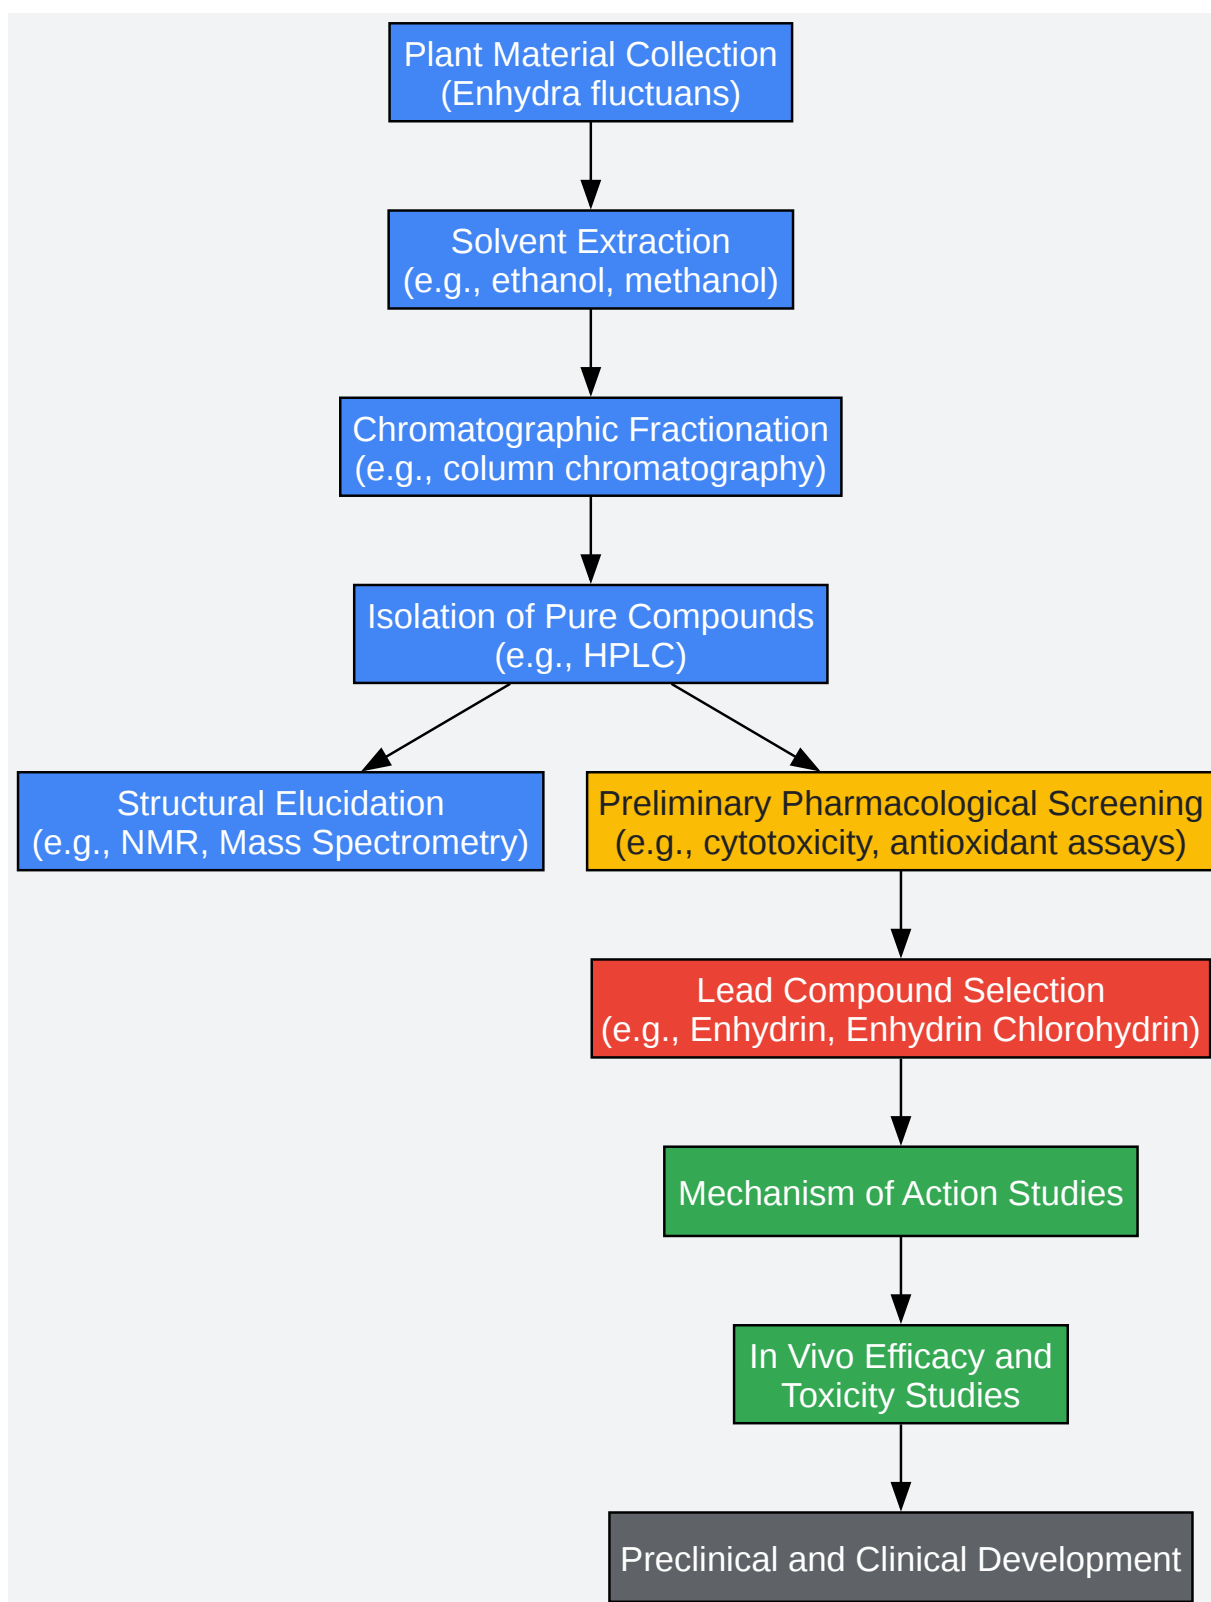 Plant Material Collection
(Enhydra fluctuans)
Solvent Extraction
(e.g., ethanol, methanol)
Chromatographic Fractionation
(e.g., column chromatography)
Isolation of Pure Compounds
(e.g., HPLC)
Structural Elucidation
(e.g., NMR, Mass Spectrometry)
Preliminary Pharmacological Screening
(e.g., cytotoxicity, antioxidant assays)
Lead Compound Selection
(e.g., Enhydrin, Enhydrin Chlorohydrin)
Mechanism of Action Studies
In Vivo Efficacy and
Toxicity Studies
Preclinical and Clinical Development